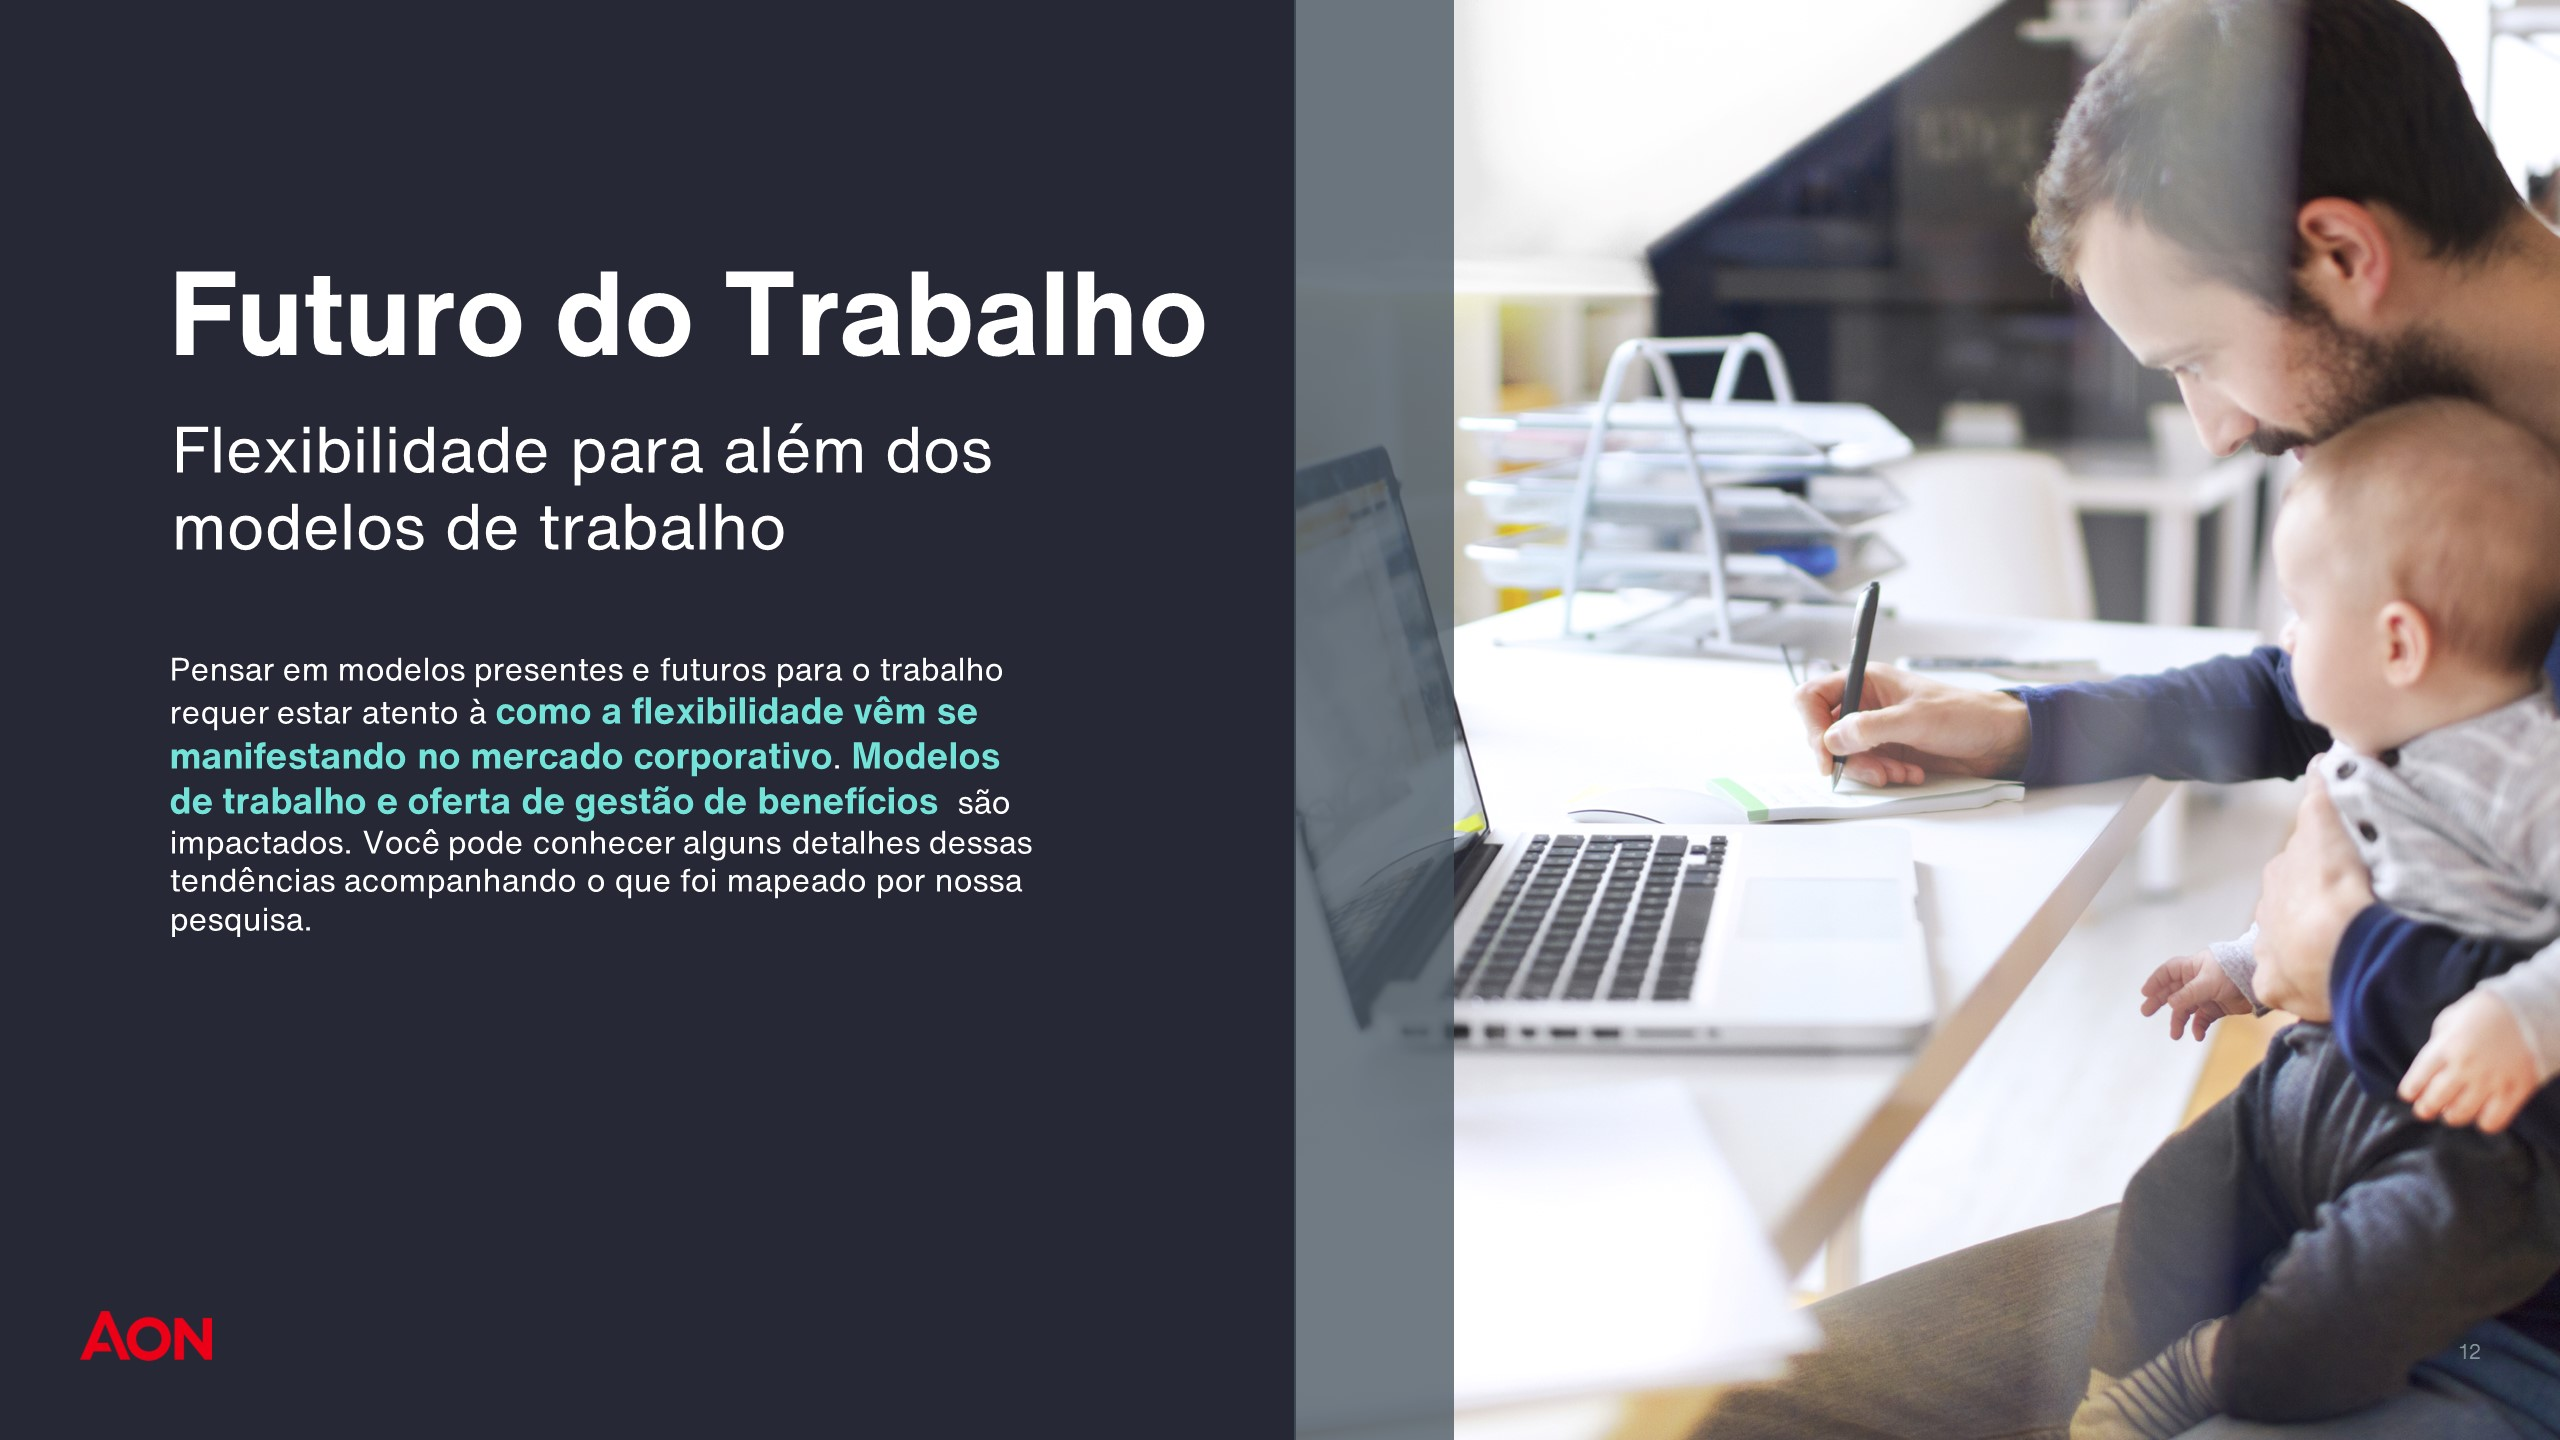 Futuro do Trabalho
Flexibilidade para além dos
modelos de trabalho
Pensar em modelos presentes e futuros para o trabalho
requer estar atento à como a flexibilidade vêm se
manifestando no mercado corporativo. Modelos
de trabalho e oferta de gestão de benefícios  são
impactados. Você pode conhecer alguns detalhes dessas
tendências acompanhando o que foi mapeado por nossa
pesquisa.
AON
12